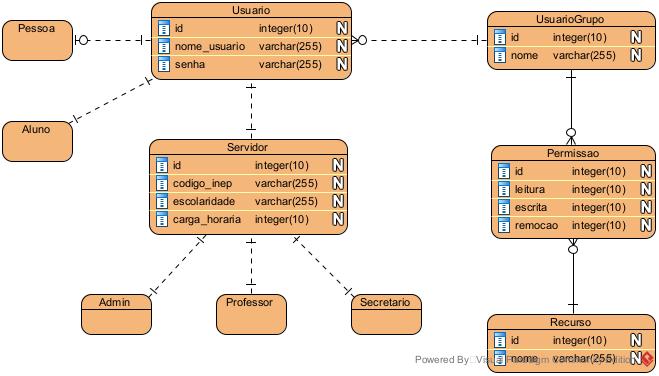 Pessoa
Usuario
id integer(10) N
nome_usuario varchar(255) N
senha varchar(255) N
UsuarioGrupo
id integer(10) N
nome varchar(255) N
Aluno
Servidor
id integer(10) N
codigo_inep varchar(255) N
escolaridade varchar(255) N
carga_horaria integer(10) N
Permissao
id integer(10) N
leitura integer(10) N
escrita integer(10) N
remocao integer(10) N
Admin
Professor
Secretario
Recurso
id integer(10) N
nome varchar(255) N
Powered By Visual Paradigm Community Edition